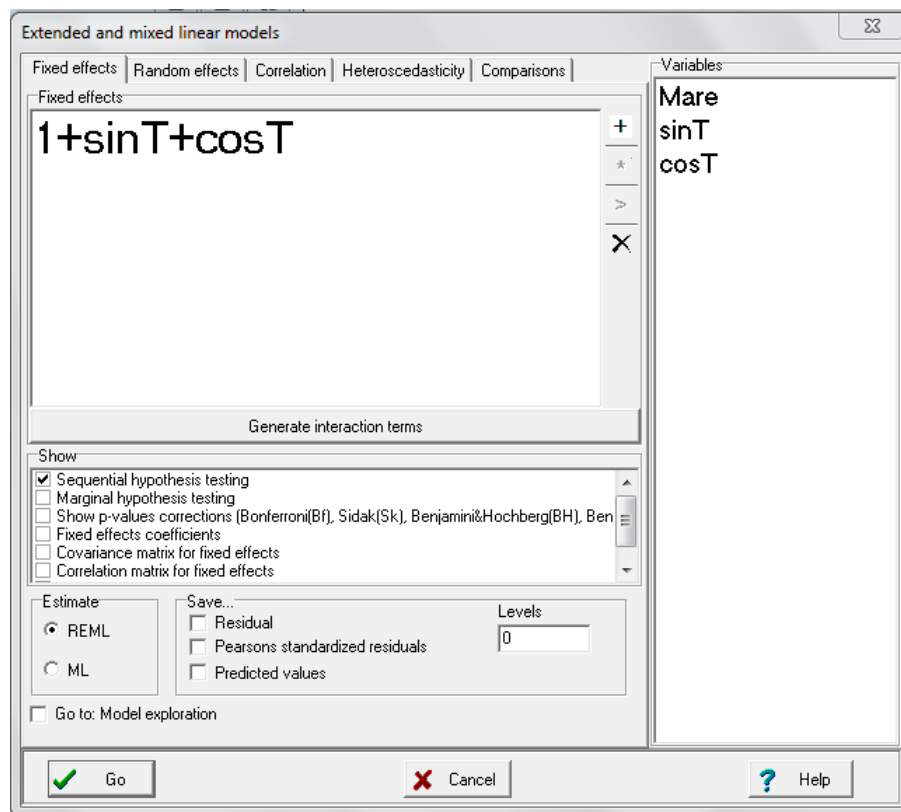 Extended and mixed linear models
Fixed effects
Random effects
Correlation
Heteroscedasticity
Comparisons
Fixed effects
1+sinT+cosT
+
*
>
X
Generate interaction terms
Show
Sequential hypothesis testing
Marginal hypothesis testing
Show p-values corrections (Bonferroni(Bf), Sidak(Sk), Benjamini&Hochberg(BH), Ben
Fixed effects coefficients
Covariance matrix for fixed effects
Correlation matrix for fixed effects
Estimate
REML
ML
Save...
Residual
Pearsons standardized residuals
Predicted values
Levels
0
Go to: Model exploration
Variables
Mare
sinT
cosT
Go
Cancel
? Help